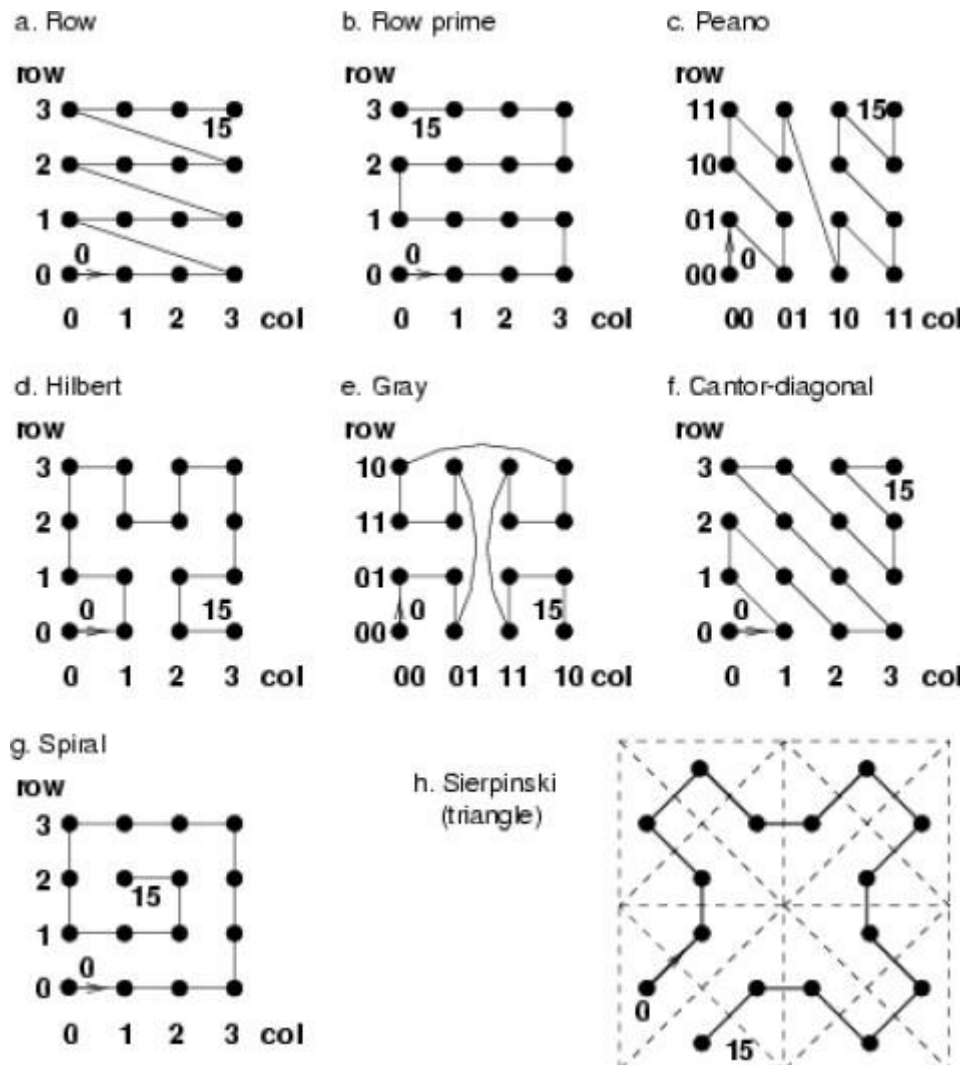 a. Row
b. Row prime
c. Peano
row
row
row
3
3
11
15
15
15
2
2
10
1
1
01
0
0
0
0
0
00
0 1 2 3 col
0 1 2 3 col
00 01 10 11 col
d. Hilbert
e. Gray
f. Cantor-diagonal
row
row
row
3
10
3
15
2
11
2
1
01
1
0
15
0
15
0
0
00
0
0 1 2 3 col
00 01 11 10 col
0 1 2 3 col
g. Spiral
row
h. Sierpinski
(triangle)
3
2
15
1
0
0
0
15
0 1 2 3 col